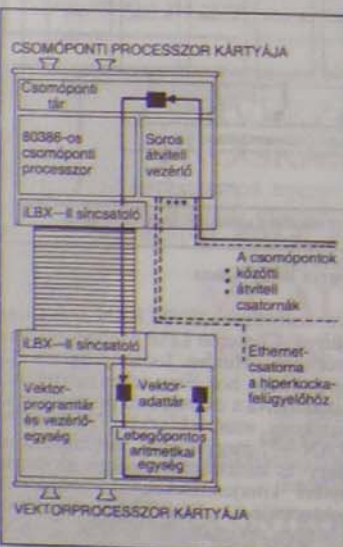 CSOMÓPONTI PROCESSZOR KÁRTYÁJA
Csomóponti
tár
80386-os
csomóponti
processzor
Soros
átviteli
vezérlő
iLBX-II síncsatoló
A csomópontok
közötti
átviteli
csatornák
iLBX-II síncsatoló
Ethernet-
csatorna
a hiperkocka-
felügyelőhöz
Vektor-
programtár
és vezérlő-
egység
Vektor-
adattár
Lebegőpontos
aritmetikai
egység
VEKTORPROCESSZOR KÁRTYÁJA